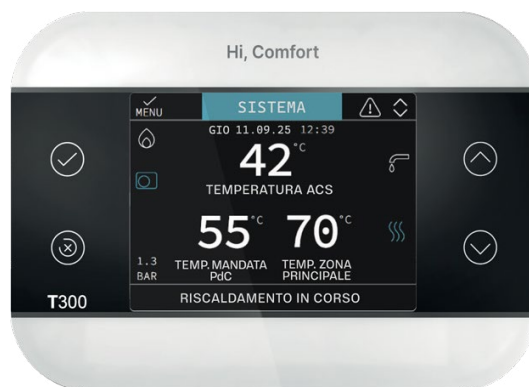 Hi, Comfort
MENU
SISTEMA
GIO 11.09.25 12:39
42°C
TEMPERATURA ACS
55°C
70°C
1.3
BAR
TEMP. MANDATA
PdC
TEMP. ZONA
PRINCIPALE
RISCALDAMENTO IN CORSO
T300